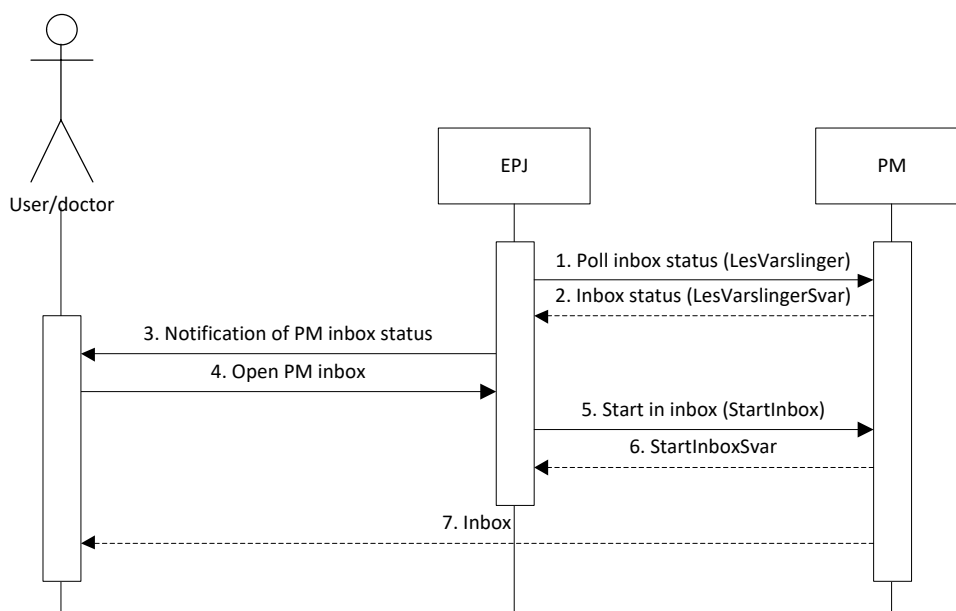 EPJ
PM
User/doctor
1. Poll inbox status (LesVarslinger)
2. Inbox status (LesVarslingerSvar)
3. Notification of PM inbox status
4. Open PM inbox
5. Start in inbox (StartInbox)
6. StartInboxSvar
7. Inbox